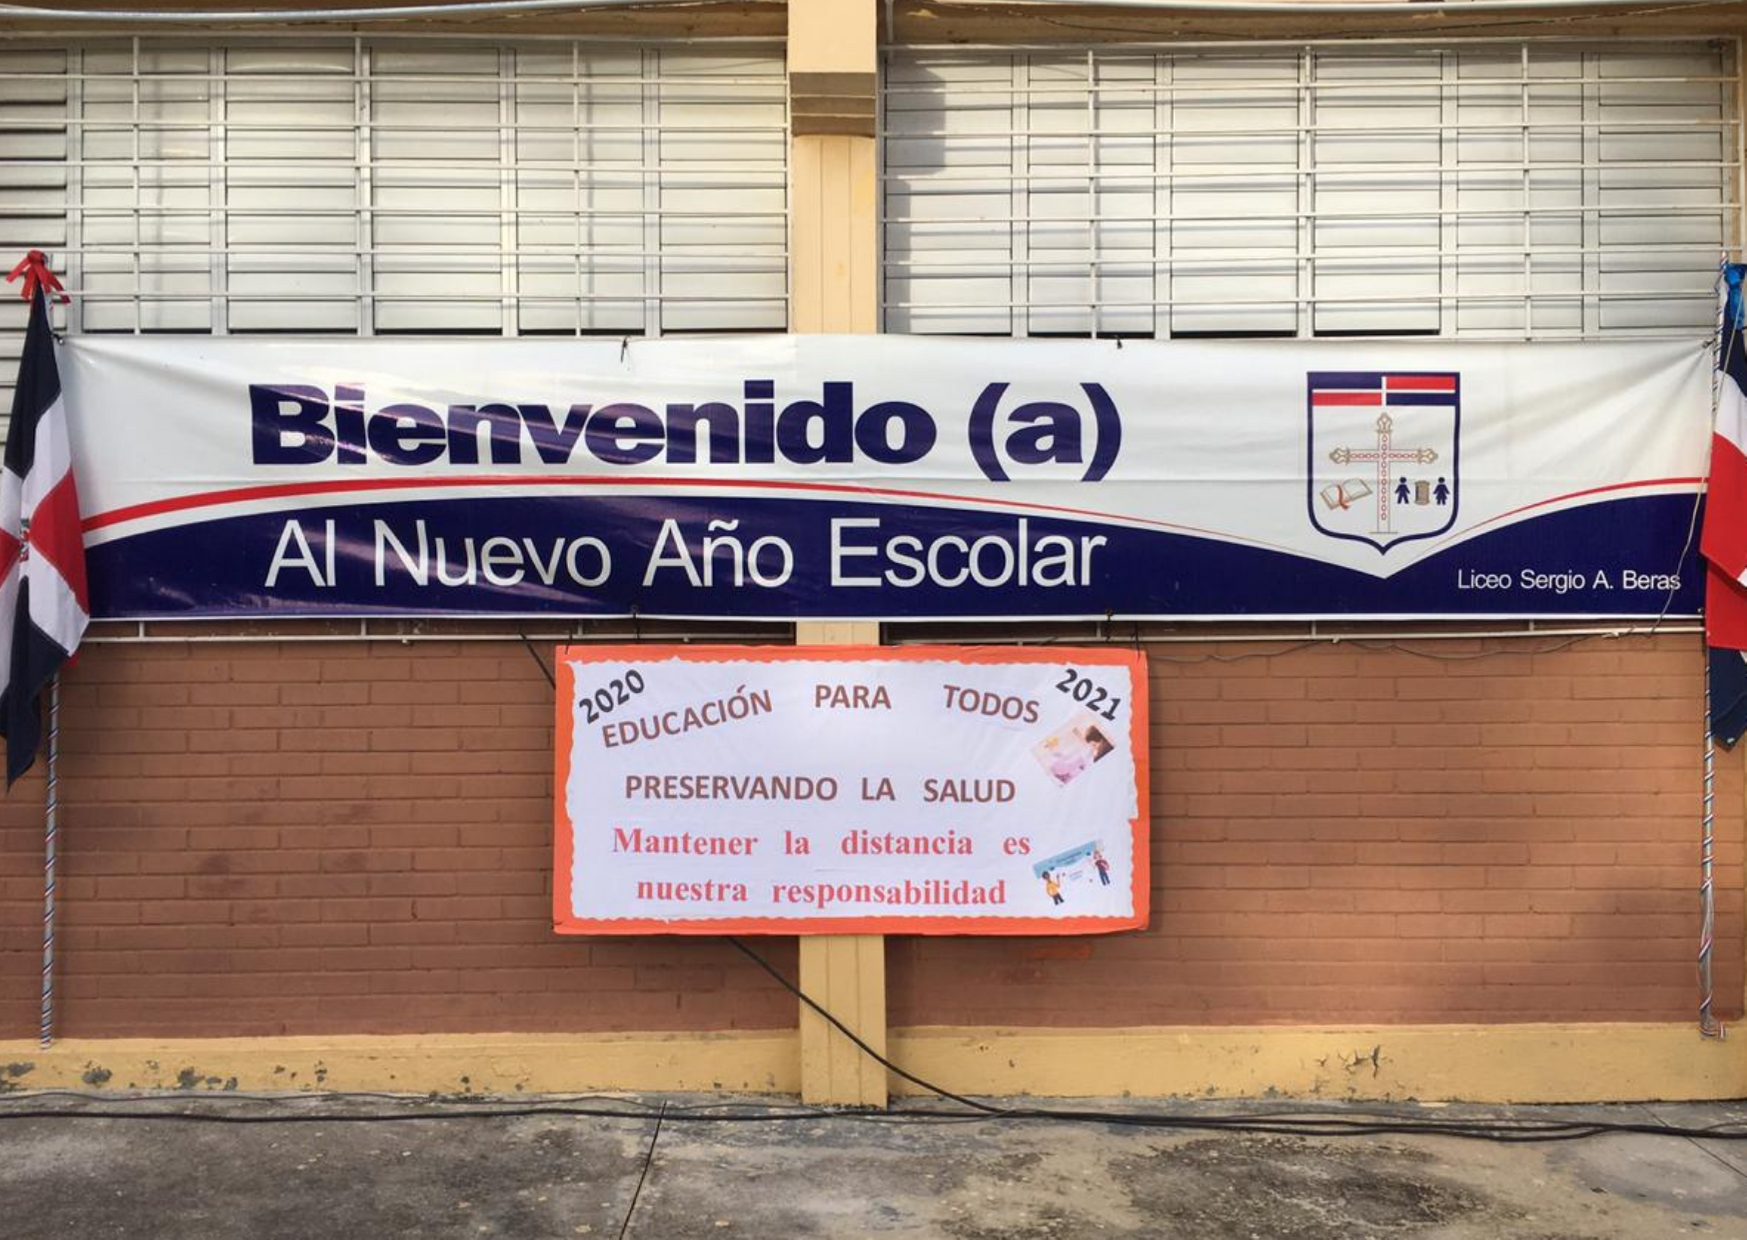 Bienvenido (a)
Al Nuevo Año Escolar
Liceo Sergio A. Beras
2020 2021
EDUCACIÓN PARA TODOS
PRESERVANDO LA SALUD
Mantener la distancia es
nuestra responsabilidad